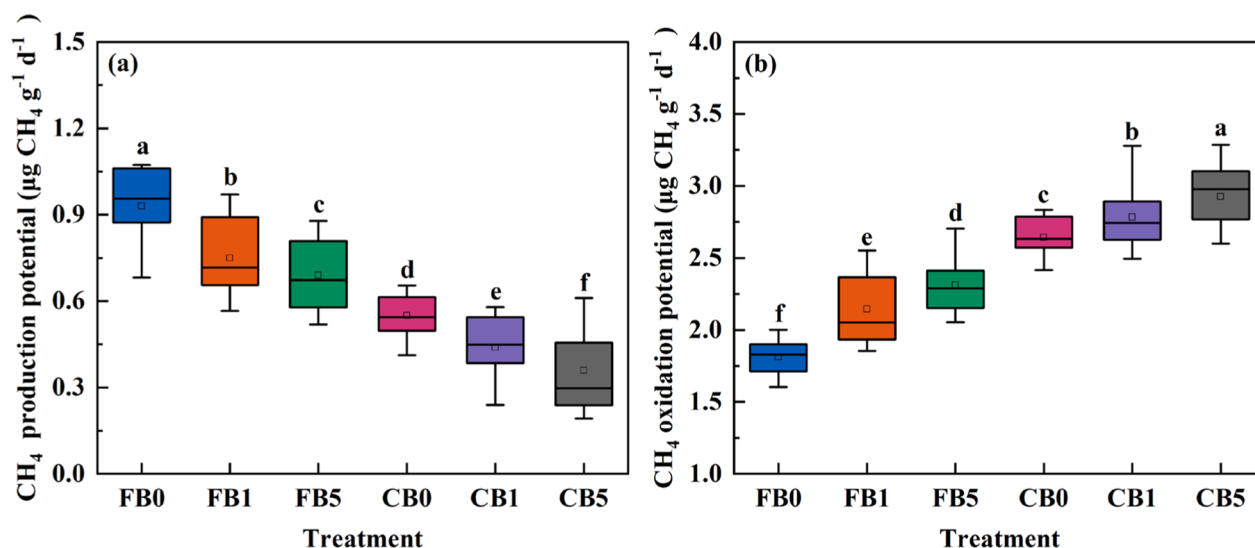 (a)
CH₄ production potential (μg CH₄ g⁻¹ d⁻¹)
1.5
1.2
0.9
0.6
0.3
0.0
a
b
c
d
e
f
FB0 FB1 FB5 CB0 CB1 CB5
Treatment
(b)
CH₄ oxidation potential (μg CH₄ g⁻¹ d⁻¹)
4.0
3.5
3.0
2.5
2.0
1.5
1.0
f
e
d
c
b
a
FB0 FB1 FB5 CB0 CB1 CB5
Treatment